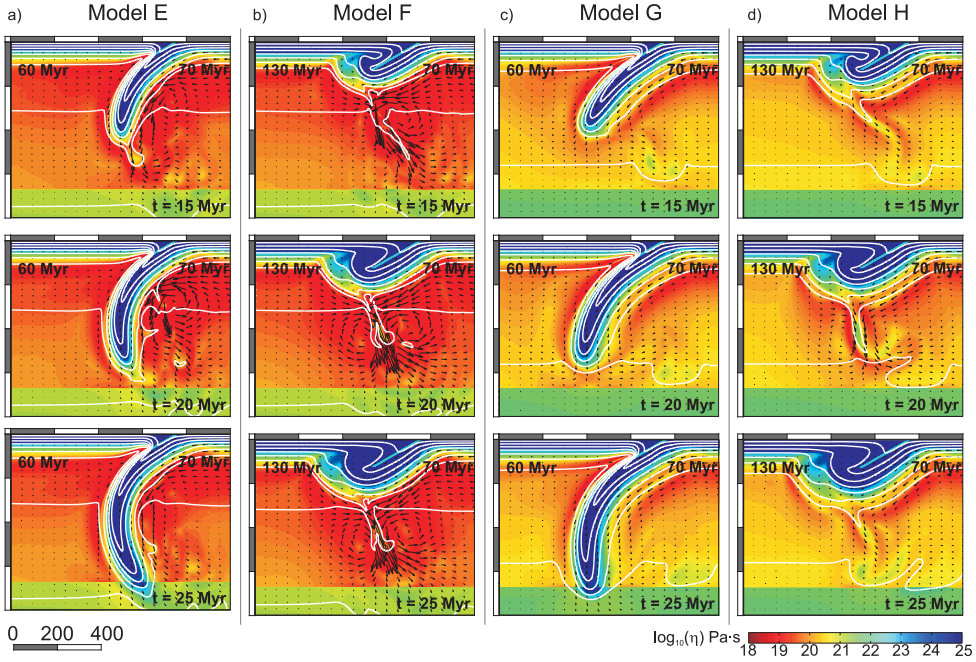 a) Model E b) Model F c) Model G d) Model H
60 Myr 70 Myr 130 Myr 70 Myr 60 Myr 70 Myr 130 Myr 70 Myr
t = 15 Myr t = 15 Myr t = 15 Myr t = 15 Myr
60 Myr 70 Myr 130 Myr 70 Myr 60 Myr 70 Myr 130 Myr 70 Myr
t = 20 Myr t = 20 Myr t = 20 Myr t = 20 Myr
60 Myr 70 Myr 130 Myr 70 Myr 60 Myr 70 Myr 130 Myr 70 Myr
t = 25 Myr t = 25 Myr t = 25 Myr t = 25 Myr
0 200 400
log₁₀(η) Pa·s
18 19 20 21 22 23 24 25